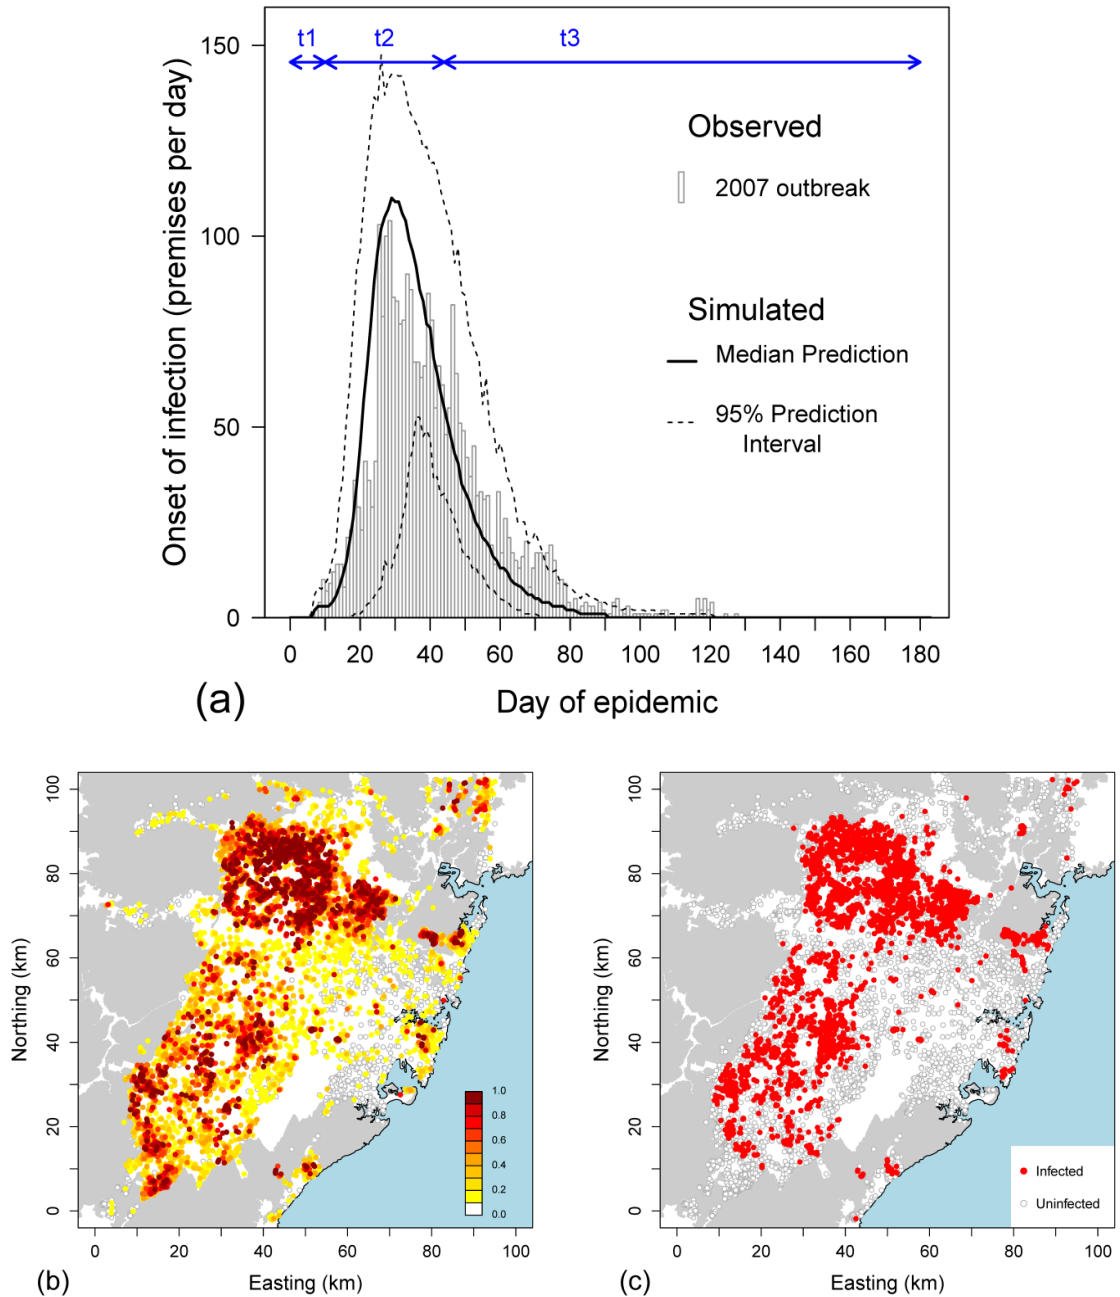 t1 t2 t3
150
100
50
0
Onset of infection (premises per day)
Observed
2007 outbreak
Simulated
Median Prediction
95% Prediction
Interval
0 20 40 60 80 100 120 140 160 180
Day of epidemic
(a)
100
80
60
40
20
0
Northing (km)
1.0
0.8
0.6
0.4
0.2
0.0
0 20 40 60 80 100
Easting (km)
(b)
100
80
60
40
20
0
Northing (km)
Infected
Uninfected
0 20 40 60 80 100
Easting (km)
(c)